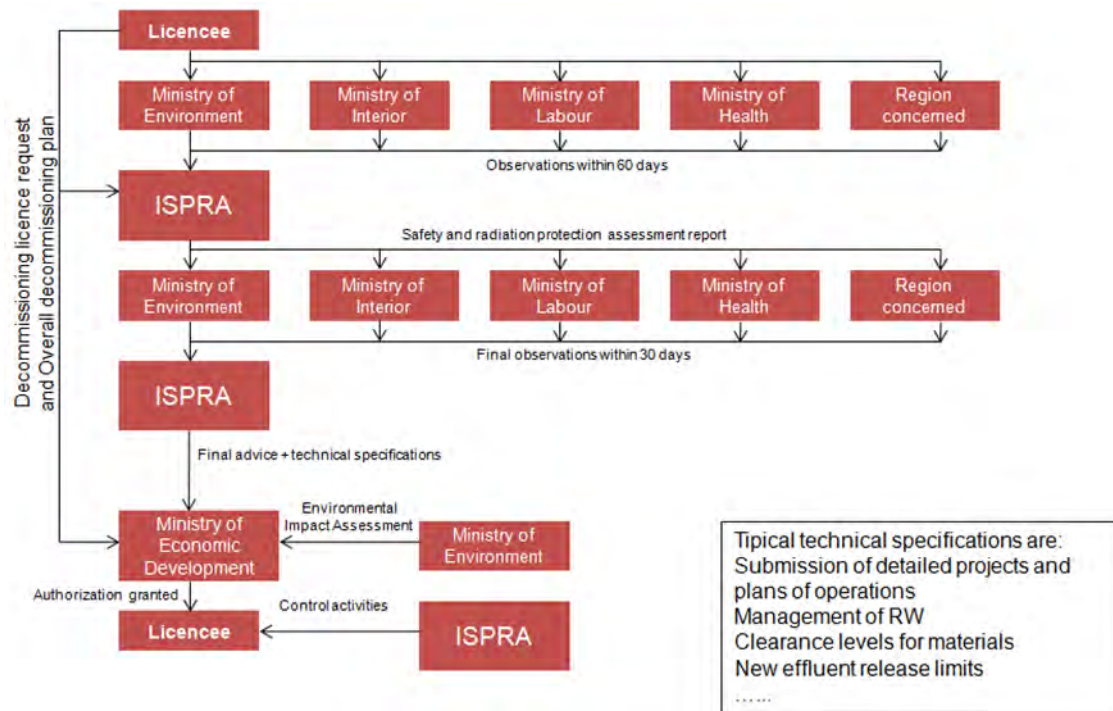 Licencee
Decommissioning licence request
and Overall decommissioning plan
Ministry of
Environment
Ministry of
Interior
Ministry of
Labour
Ministry of
Health
Region
concerned
Observations within 60 days
ISPRA
Safety and radiation protection assessment report
Ministry of
Environment
Ministry of
Interior
Ministry of
Labour
Ministry of
Health
Region
concerned
Final observations within 30 days
ISPRA
Final advice + technical specifications
Ministry of
Economic
Development
Environmental
Impact Assessment
Ministry of
Environment
Authorization granted
Licencee
Control activities
ISPRA
Tipical technical specifications are:
Submission of detailed projects and
plans of operations
Management of RW
Clearance levels for materials
New effluent release limits
......